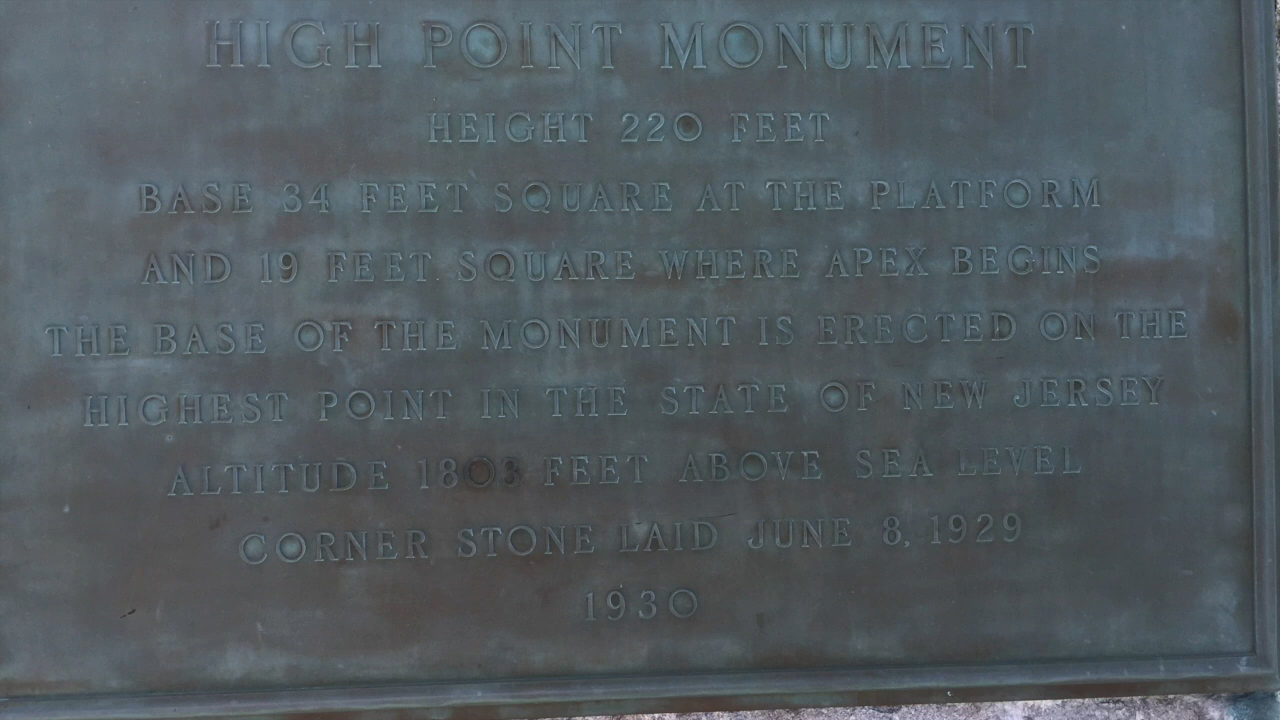 HIGH POINT MONUMENT
HEIGHT 220 FEET
BASE 34 FEET SQUARE AT THE PLATFORM
AND 19 FEET SQUARE WHERE APEX BEGINS
THE BASE OF THE MONUMENT IS ERECTED ON THE
HIGHEST POINT IN THE STATE OF NEW JERSEY
ALTITUDE 1803 FEET ABOVE SEA LEVEL
CORNER STONE LAID JUNE 8, 1929
1930